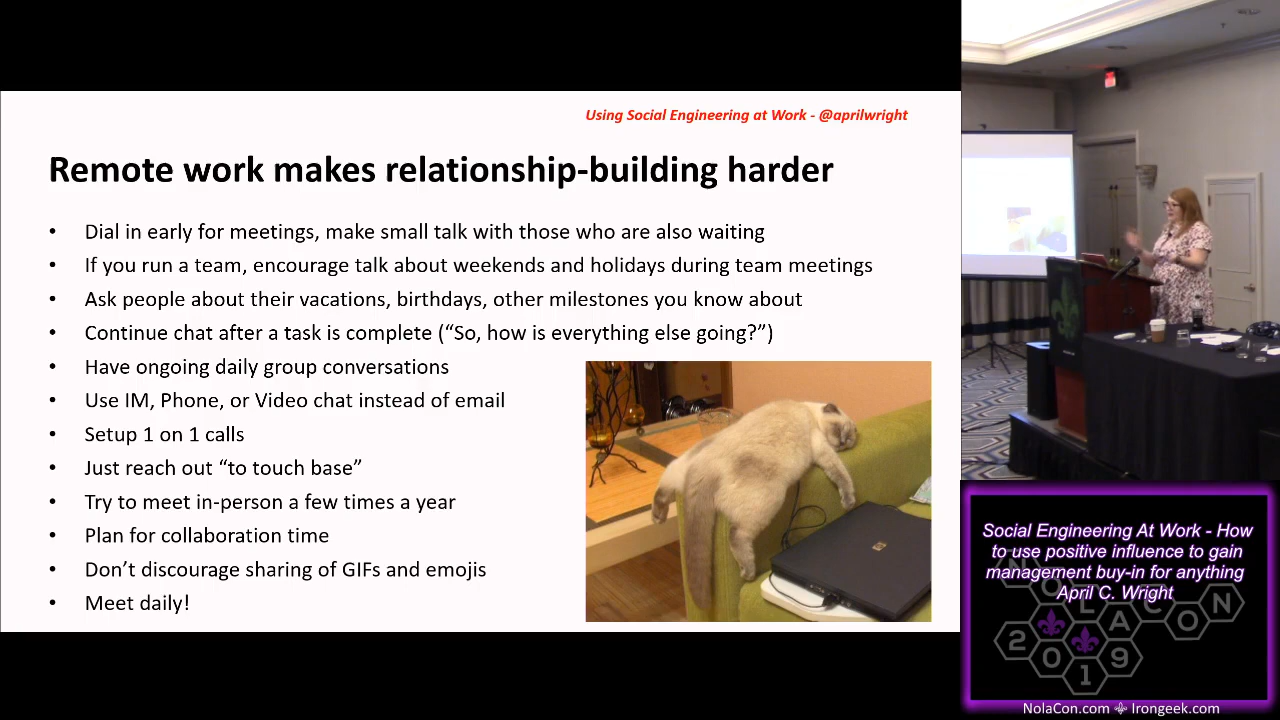 Using Social Engineering at Work - @aprilwright
Remote work makes relationship-building harder
• Dial in early for meetings, make small talk with those who are also waiting
• If you run a team, encourage talk about weekends and holidays during team meetings
• Ask people about their vacations, birthdays, other milestones you know about
• Continue chat after a task is complete (“So, how is everything else going?”)
• Have ongoing daily group conversations
• Use IM, Phone, or Video chat instead of email
• Setup 1 on 1 calls
• Just reach out “to touch base”
• Try to meet in-person a few times a year
• Plan for collaboration time
• Don’t discourage sharing of GIFs and emojis
• Meet daily!
Social Engineering At Work - How
to use positive influence to gain
management buy-in for anything
April C. Wright
NOLACON
2019
NolaCon.com ⚜ Irongeek.com